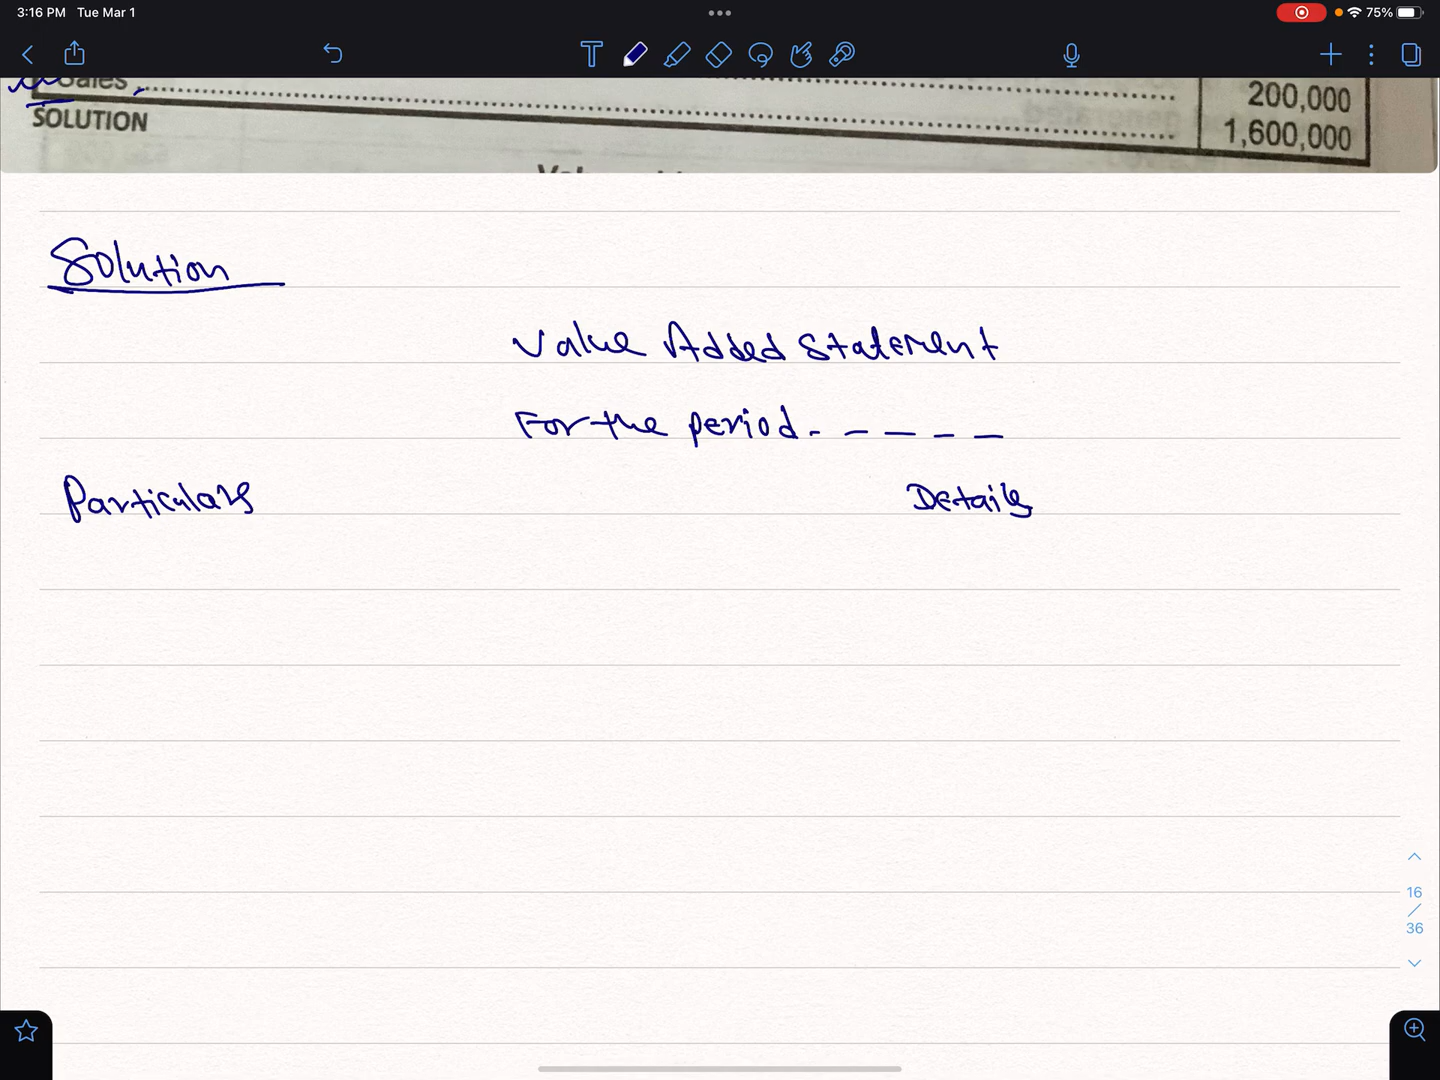 3:16 PM Tue Mar 1
75%
Sales 200,000
SOLUTION 1,600,000
Solution
Value Added Statement
For the period - - - - -
Particulars Details
16
/
36